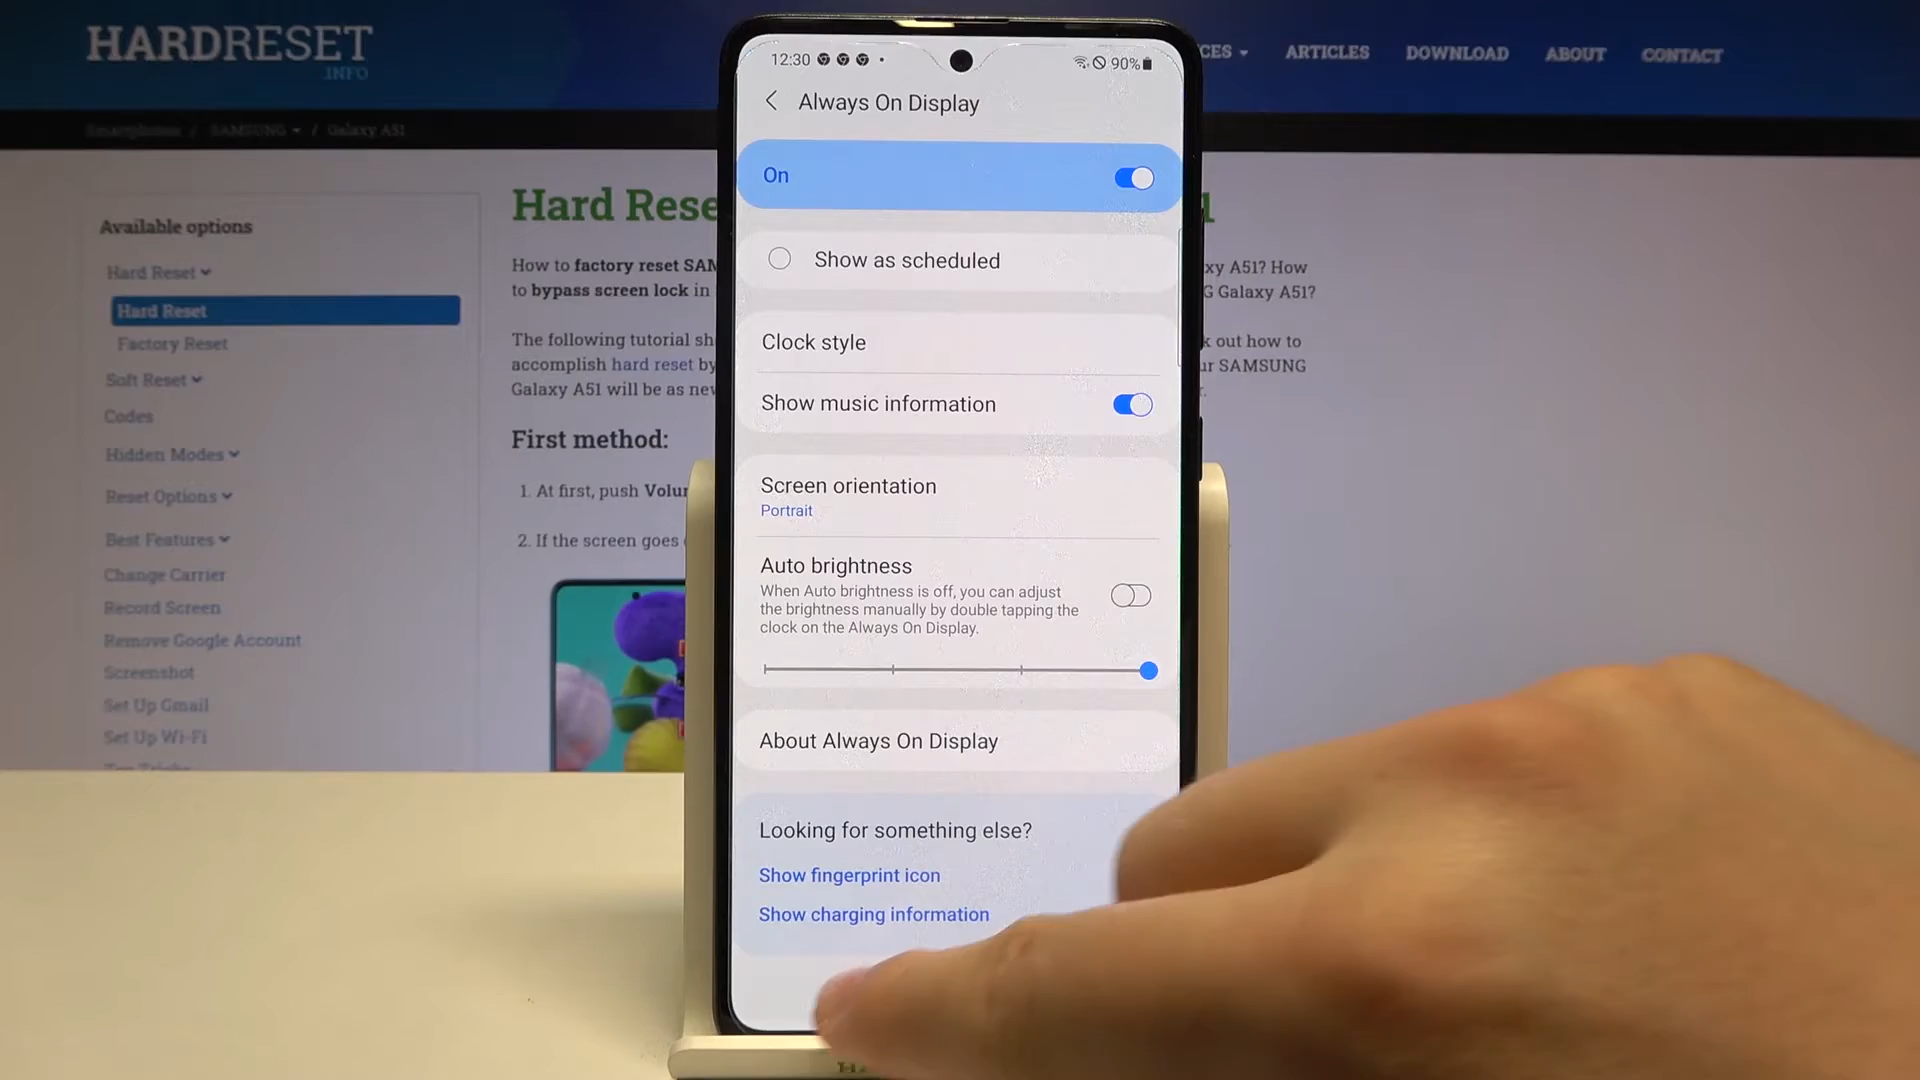 HARDRESET
.INFO
CES
ARTICLES
DOWNLOAD
ABOUT
CONTACT
Smartphones / SAMSUNG / Galaxy A51
Available options
Hard Reset
Hard Reset
Factory Reset
Soft Reset
Codes
Hidden Modes
Reset Options
Best Features
Change Carrier
Record Screen
Remove Google Account
Screenshot
Set Up Gmail
Set Up Wi-Fi
Hard Rese
1
How to factory reset SAM
xy A51? How
to bypass screen lock in
G Galaxy A51?
The following tutorial sh
k out how to
accomplish hard reset by
ur SAMSUNG
Galaxy A51 will be as new
First method:
1. At first, push Volu
2. If the screen goes
12:30
90%
Always On Display
On
Show as scheduled
Clock style
Show music information
Screen orientation
Portrait
Auto brightness
When Auto brightness is off, you can adjust
the brightness manually by double tapping the
clock on the Always On Display.
About Always On Display
Looking for something else?
Show fingerprint icon
Show charging information